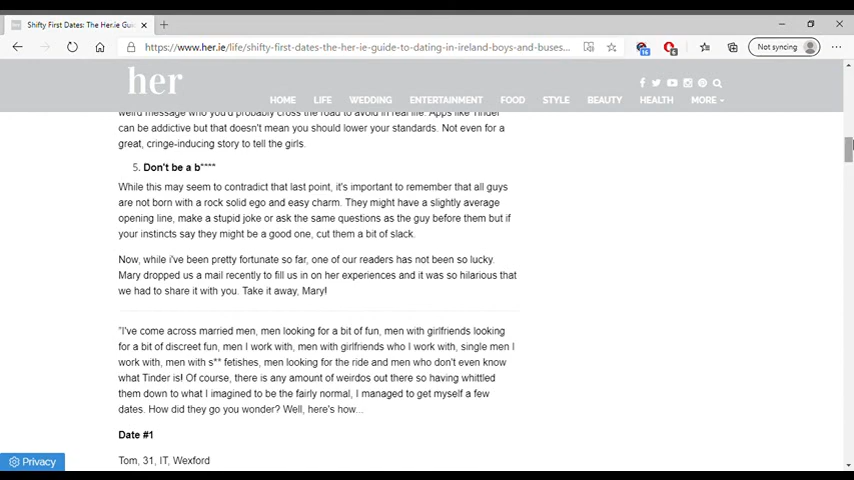 Shifty First Dates: The Her.ie Gui
https://www.her.ie/life/shifty-first-dates-the-her-ie-guide-to-dating-in-ireland-boys-and-buses...
Not syncing
her
HOME LIFE WEDDING ENTERTAINMENT FOOD STYLE BEAUTY HEALTH MORE
weird message who you'd probably cross the road to avoid in real life. Apps like Tinder
can be addictive but that doesn't mean you should lower your standards. Not even for a
great, cringe-inducing story to tell the girls.
5. Don't be a b****
While this may seem to contradict that last point, it's important to remember that all guys
are not born with a rock solid ego and easy charm. They might have a slightly average
opening line, make a stupid joke or ask the same questions as the guy before them but if
your instincts say they might be a good one, cut them a bit of slack.
Now, while i've been pretty fortunate so far, one of our readers has not been so lucky.
Mary dropped us a mail recently to fill us in on her experiences and it was so hilarious that
we had to share it with you. Take it away, Mary!
"I've come across married men, men looking for a bit of fun, men with girlfriends looking
for a bit of discreet fun, men I work with, men with girlfriends who I work with, single men I
work with, men with s** fetishes, men looking for the ride and men who don't even know
what Tinder is! Of course, there is any amount of weirdos out there so having whittled
them down to what I imagined to be the fairly normal, I managed to get myself a few
dates. How did they go you wonder? Well, here's how...
Date #1
Privacy
Tom, 31, IT, Wexford